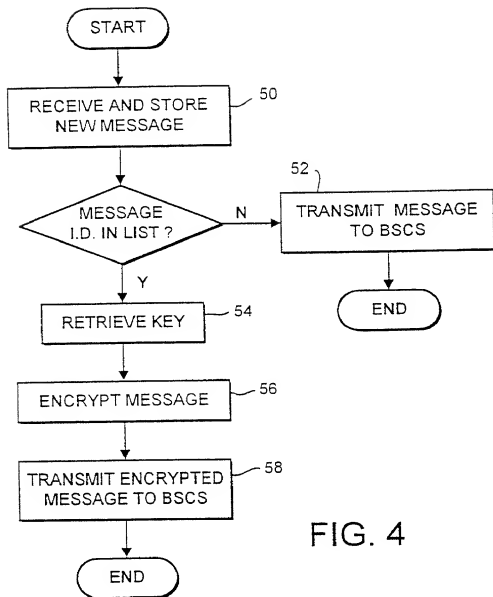 START
RECEIVE AND STORE
NEW MESSAGE
50
MESSAGE
I.D. IN LIST ?
N
52
TRANSMIT MESSAGE
TO BSCS
END
Y
RETRIEVE KEY
54
ENCRYPT MESSAGE
56
TRANSMIT ENCRYPTED
MESSAGE TO BSCS
58
END
FIG. 4